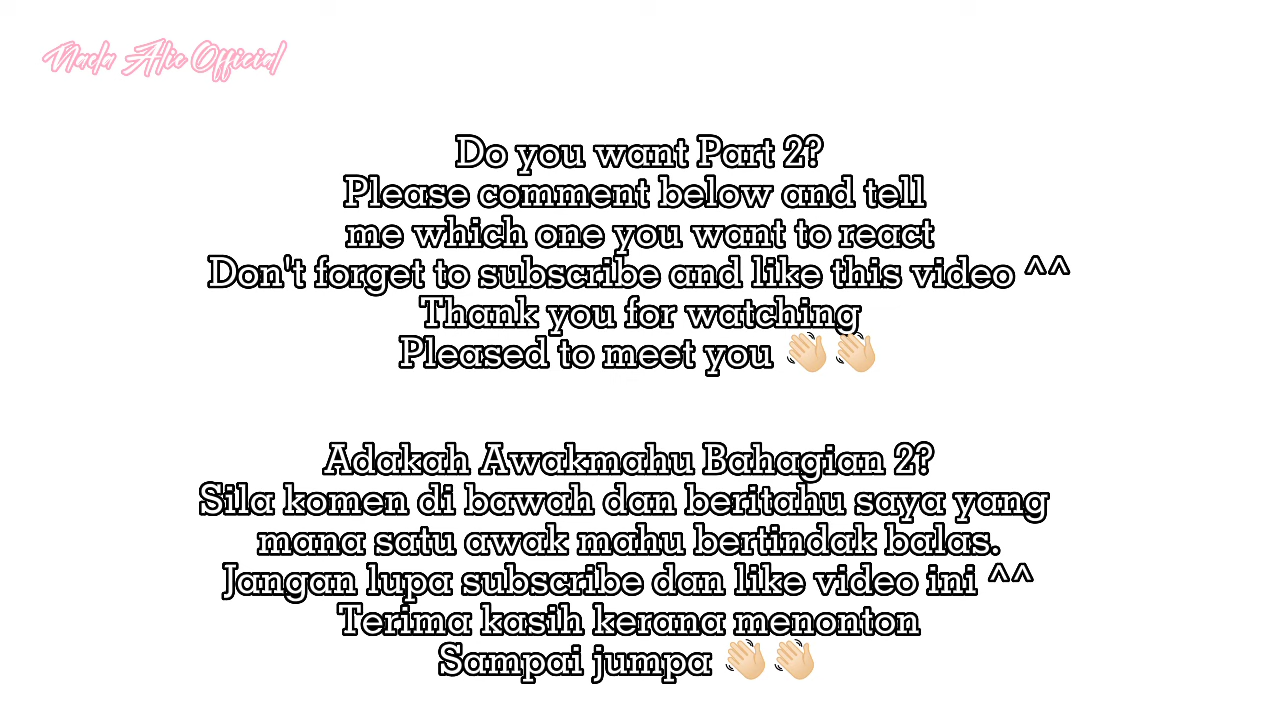 Nada Alie Official
Do you want Part 2?
Please comment below and tell
me which one you want to react
Don't forget to subscribe and like this video ^^
Thank you for watching
Pleased to meet you 👋🏻👋🏻
Adakah Awakmahu Bahagian 2?
Sila komen di bawah dan beritahu saya yang
mana satu awak mahu bertindak balas.
Jangan lupa subscribe dan like video ini ^^
Terima kasih kerana menonton
Sampai jumpa 👋🏻👋🏻